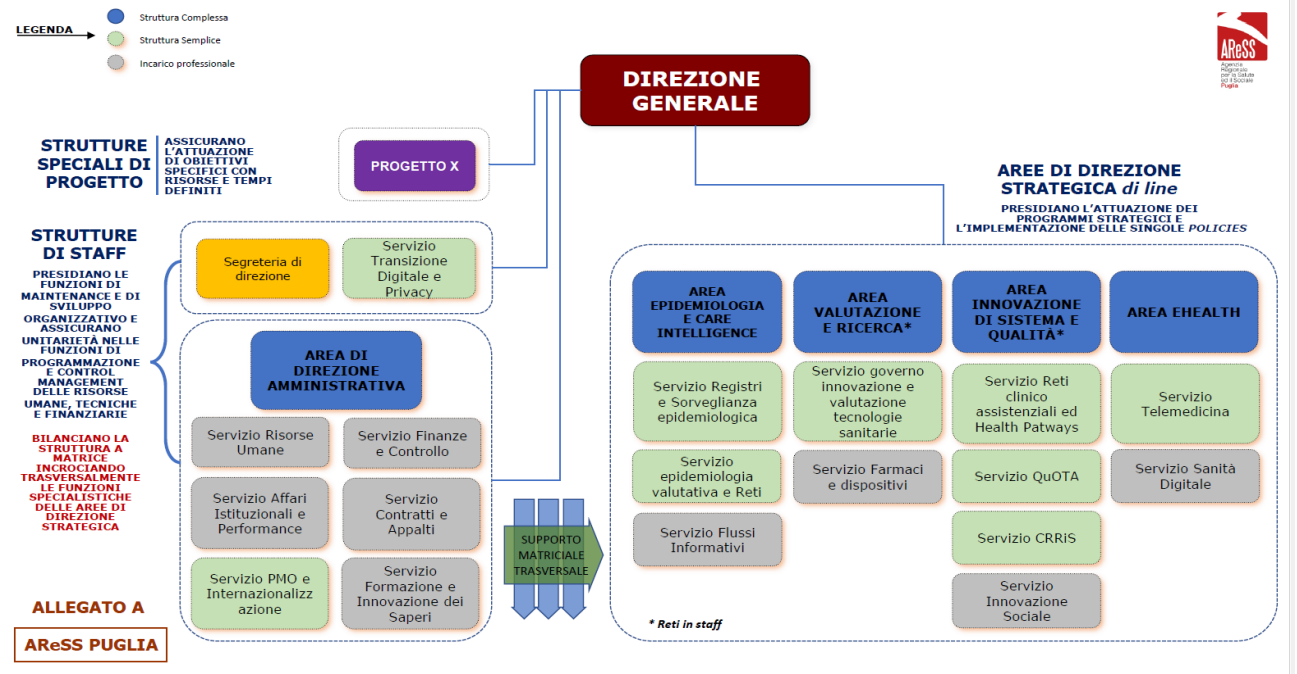 LEGENDA
Struttura Complessa
Struttura Semplice
Incarico professionale
AReSS
Agenzia
Regionale
per la Salute
ed il Sociale
Puglia
DIREZIONE
GENERALE
STRUTTURE
SPECIALI DI
PROGETTO
ASSICURANO
L'ATTUAZIONE
DI OBIETTIVI
SPECIFICI CON
RISORSE E TEMPI
DEFINITI
PROGETTO X
AREE DI DIREZIONE
STRATEGICA di line
PRESIDIANO L'ATTUAZIONE DEI
PROGRAMMI STRATEGICI E
L'IMPLEMENTAZIONE DELLE SINGOLE POLICIES
STRUTTURE
DI STAFF
PRESIDIANO LE
FUNZIONI DI
MAINTENANCE E DI
SVILUPPO
ORGANIZZATIVO E
ASSICURANO
UNITARIETÀ NELLE
FUNZIONI DI
PROGRAMMAZIONE
E CONTROL
MANAGEMENT
DELLE RISORSE
UMANE, TECNICHE
E FINANZIARIE
BILANCIANO LA
STRUTTURA A
MATRICE
INCROCIANDO
TRASVERSALMENTE
LE FUNZIONI
SPECIALISTICHE
DELLE AREE DI
DIREZIONE
STRATEGICA
Segreteria di
direzione
Servizio
Transizione
Digitale e
Privacy
AREA DI
DIREZIONE
AMMINISTRATIVA
Servizio Risorse
Umane
Servizio Finanze
e Controllo
Servizio Affari
Istituzionali e
Performance
Servizio
Contratti e
Appalti
Servizio PMO e
Internazionalizz
azione
Servizio
Formazione e
Innovazione dei
Saperi
SUPPORTO
MATRICIALE
TRASVERSALE
AREA
EPIDEMIOLOGIA
E CARE
INTELLIGENCE
Servizio Registri
e Sorveglianza
epidemiologica
Servizio
epidemiologia
valutativa e Reti
Servizio Flussi
Informativi
AREA
VALUTAZIONE
E RICERCA*
Servizio governo
innovazione e
valutazione
tecnologie
sanitarie
Servizio Farmaci
e dispositivi
AREA
INNOVAZIONE
DI SISTEMA E
QUALITÀ*
Servizio Reti
clinico
assistenziali ed
Health Patways
Servizio QuOTA
Servizio CRRiS
Servizio
Innovazione
Sociale
AREA EHEALTH
Servizio
Telemedicina
Servizio Sanità
Digitale
* Reti in staff
ALLEGATO A
AReSS PUGLIA